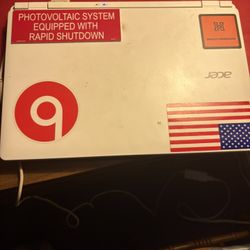 PHOTOVOLTAIC SYSTEM
EQUIPPED WITH
RAPID SHUTDOWN
acer